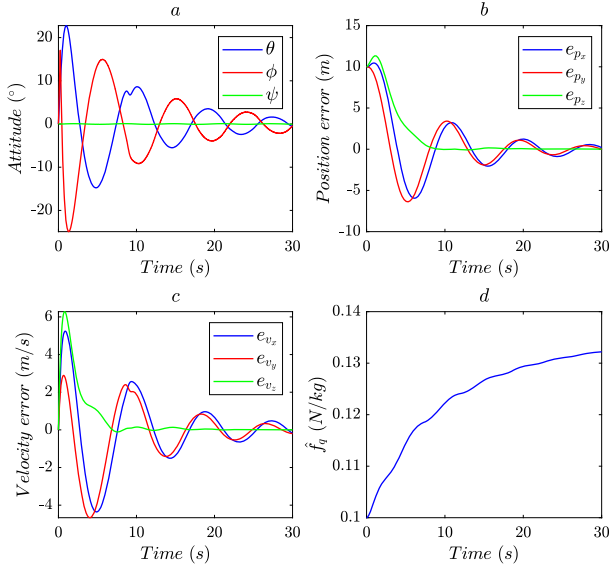 a
20
10
0
-10
-20
0
10
20
30
Attitude (°)
Time (s)
θ
ϕ
ψ
b
10
5
0
-5
-10
0
10
20
30
Position error (m)
Time (s)
e_{p_x}
e_{p_y}
e_{p_z}
c
6
4
2
0
-2
-4
0
10
20
30
Velocity error (m/s)
Time (s)
e_{v_x}
e_{v_y}
e_{v_z}
d
0.14
0.13
0.12
0.11
0.1
0
10
20
30
\hat{f}_q (N/kg)
Time (s)